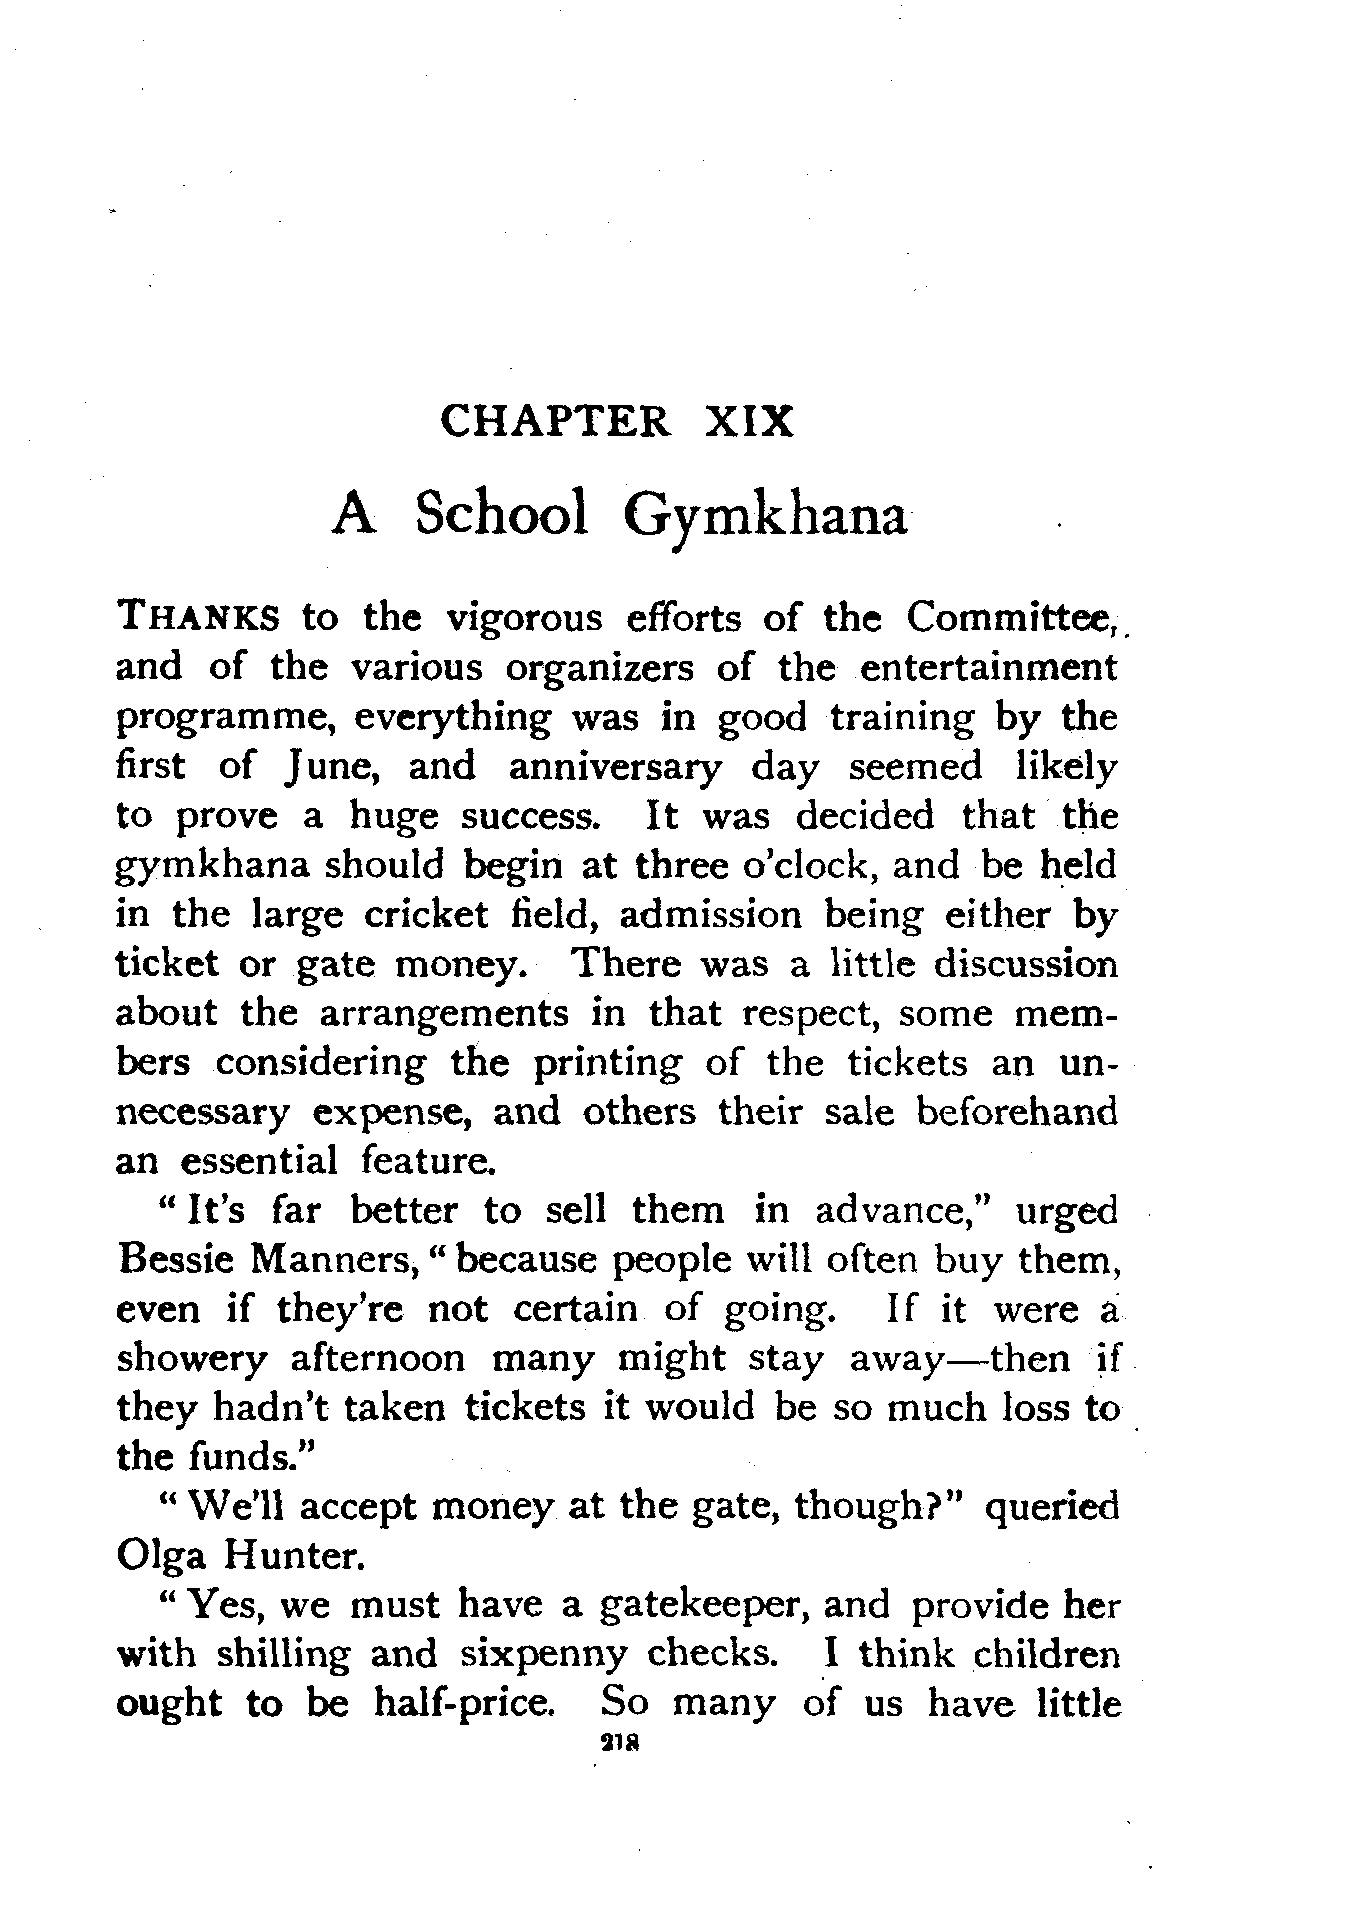 CHAPTER XIX
A School Gymkhana
THANKS to the vigorous efforts of the Committee,
and of the various organizers of the entertainment
programme, everything was in good training by the
first of June, and anniversary day seemed likely
to prove a huge success. It was decided that the
gymkhana should begin at three o'clock, and be held
in the large cricket field, admission being either by
ticket or gate money. There was a little discussion
about the arrangements in that respect, some mem-
bers considering the printing of the tickets an un-
necessary expense, and others their sale beforehand
an essential feature.
“It's far better to sell them in advance,” urged
Bessie Manners, “because people will often buy them,
even if they're not certain of going. If it were a
showery afternoon many might stay away—then if
they hadn't taken tickets it would be so much loss to
the funds.”
“We'll accept money at the gate, though?” queried
Olga Hunter.
“Yes, we must have a gatekeeper, and provide her
with shilling and sixpenny checks. I think children
ought to be half-price. So many of us have little
218